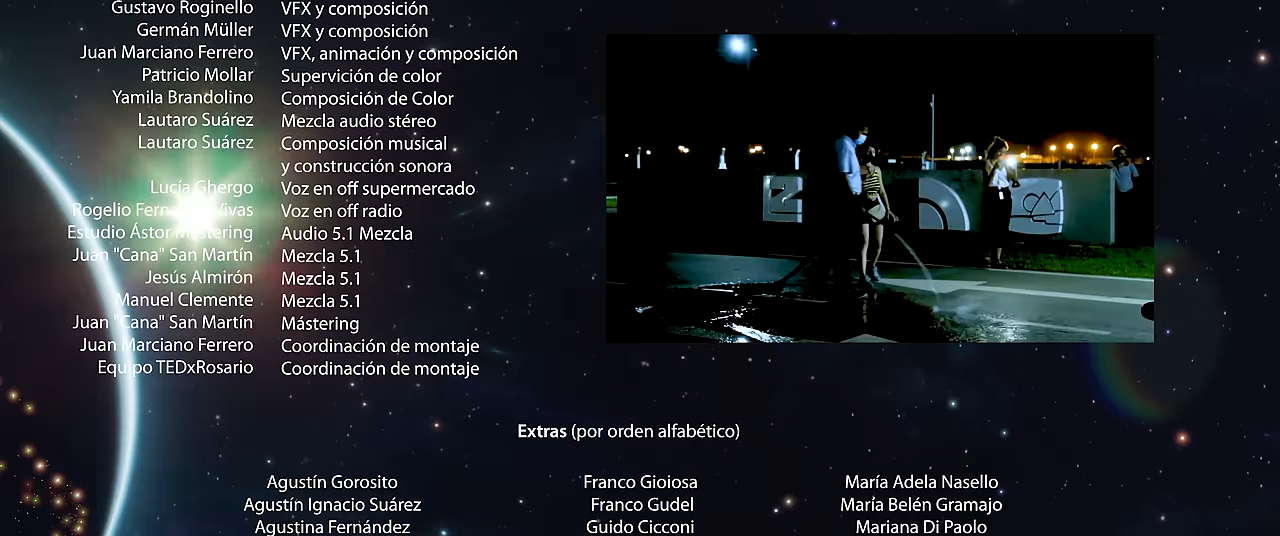 Gustavo Roginello VFX y composición
Germán Müller VFX y composición
Juan Marciano Ferrero VFX, animación y composición
Patricio Mollar Supervición de color
Yamila Brandolino Composición de Color
Lautaro Suárez Mezcla audio stéreo
Lautaro Suárez Composición musical
y construcción sonora
Lucía Ghergo Voz en off supermercado
Rogelio Vivas Voz en off radio
Estudio Ástor Mastering Audio 5.1 Mezcla
Juan "Cana" San Martín Mezcla 5.1
Jesús Almirón Mezcla 5.1
Manuel Clemente Mezcla 5.1
Juan "Cana" San Martín Mástering
Juan Marciano Ferrero Coordinación de montaje
Equipo TEDxRosario Coordinación de montaje
Extras (por orden alfabético)
Agustín Gorosito Franco Gioiosa María Adela Nasello
Agustín Ignacio Suárez Franco Gudel María Belén Gramajo
Agustina Fernández Guido Cicconi Mariana Di Paolo